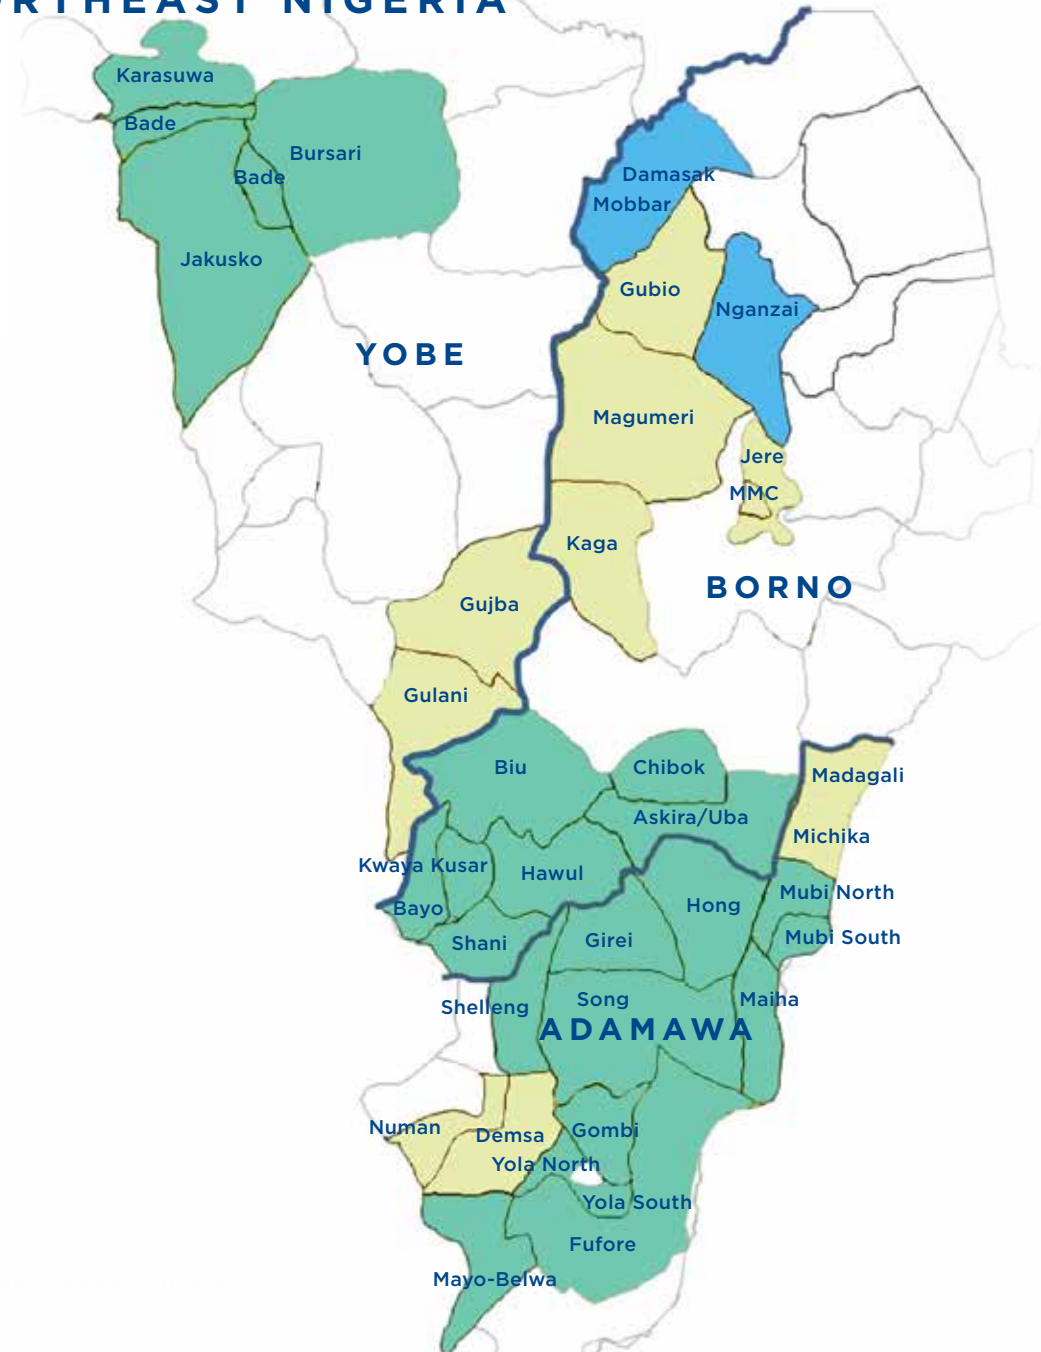 RTHEAST NIGERIA
Karasuwa
Bade
Bursari
Bade
Jakusko
Damasak
Mobbar
Gubio
Nganzai
YOBE
Magumeri
Jere
MMC
Kaga
BORNO
Gujba
Gulani
Biu
Chibok
Madagali
Askira/Uba
Michika
Kwaya Kusar
Hawul
Mubi North
Bayo
Hong
Shani
Girei
Mubi South
Shelleng
Song
Maiha
ADAMAWA
Numan
Demsa
Gombi
Yola North
Yola South
Fufore
Mayo-Belwa